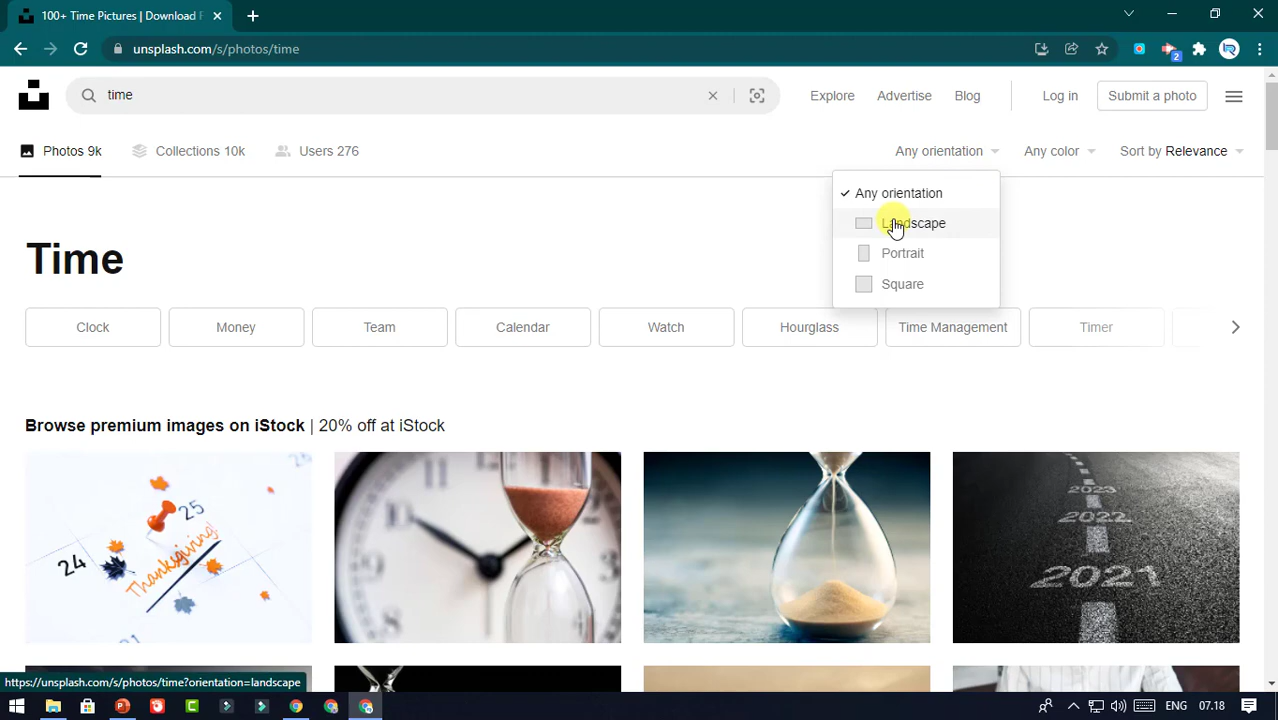 100+ Time Pictures | Download F
unsplash.com/s/photos/time
2
time
Explore
Advertise
Blog
Log in
Submit a photo
Photos 9k
Collections 10k
Users 276
Any orientation
Any color
Sort by Relevance
Any orientation
Landscape
Portrait
Square
Time
Clock
Money
Team
Calendar
Watch
Hourglass
Time Management
Timer
Browse premium images on iStock | 20% off at iStock
25
24
Thanksgiving
2023
2022
2021
https://unsplash.com/s/photos/time?orientation=landscape
ENG
07.18